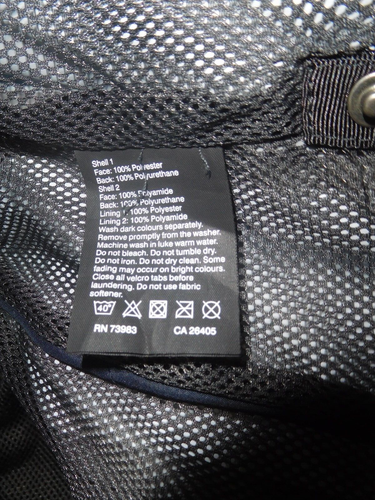 Shell 1
Face: 100% Polyester
Back: 100% Polyurethane
Shell 2
Face: 100% Polyamide
Back: 100% Polyurethane
Lining 1: 100% Polyester
Lining 2: 100% Polyamide
Wash dark colours separately.
Remove promptly from the washer.
Machine wash in luke warm water.
Do not bleach. Do not tumble dry.
Do not iron. Do not dry clean. Some
fading may occur on bright colours.
Close all velcro tabs before
laundering. Do not use fabric
softener.
40°
RN 73983 CA 26405